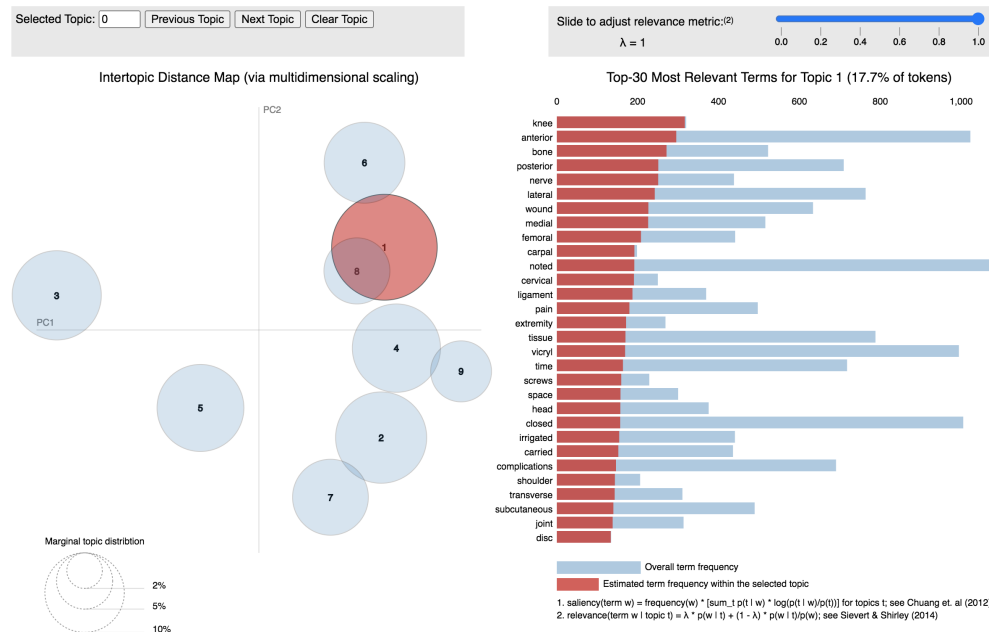 Selected Topic: 0 Previous Topic Next Topic Clear Topic
Slide to adjust relevance metric:(2)
λ = 1
0.0 0.2 0.4 0.6 0.8 1.0
Intertopic Distance Map (via multidimensional scaling)
PC2
PC1
6
1
8
3
4
9
5
2
7
Marginal topic distribtion
2%
5%
10%
Top-30 Most Relevant Terms for Topic 1 (17.7% of tokens)
0 200 400 600 800 1,000
knee
anterior
bone
posterior
nerve
lateral
wound
medial
femoral
carpal
noted
cervical
ligament
pain
extremity
tissue
vicryl
time
screws
space
head
closed
irrigated
carried
complications
shoulder
transverse
subcutaneous
joint
disc
Overall term frequency
Estimated term frequency within the selected topic
1. saliency(term w) = frequency(w) * [sum_t p(t | w) * log(p(t | w)/p(t))] for topics t; see Chuang et. al (2012
2. relevance(term w | topic t) = λ * p(w | t) + (1 - λ) * p(w | t)/p(w); see Sievert & Shirley (2014)